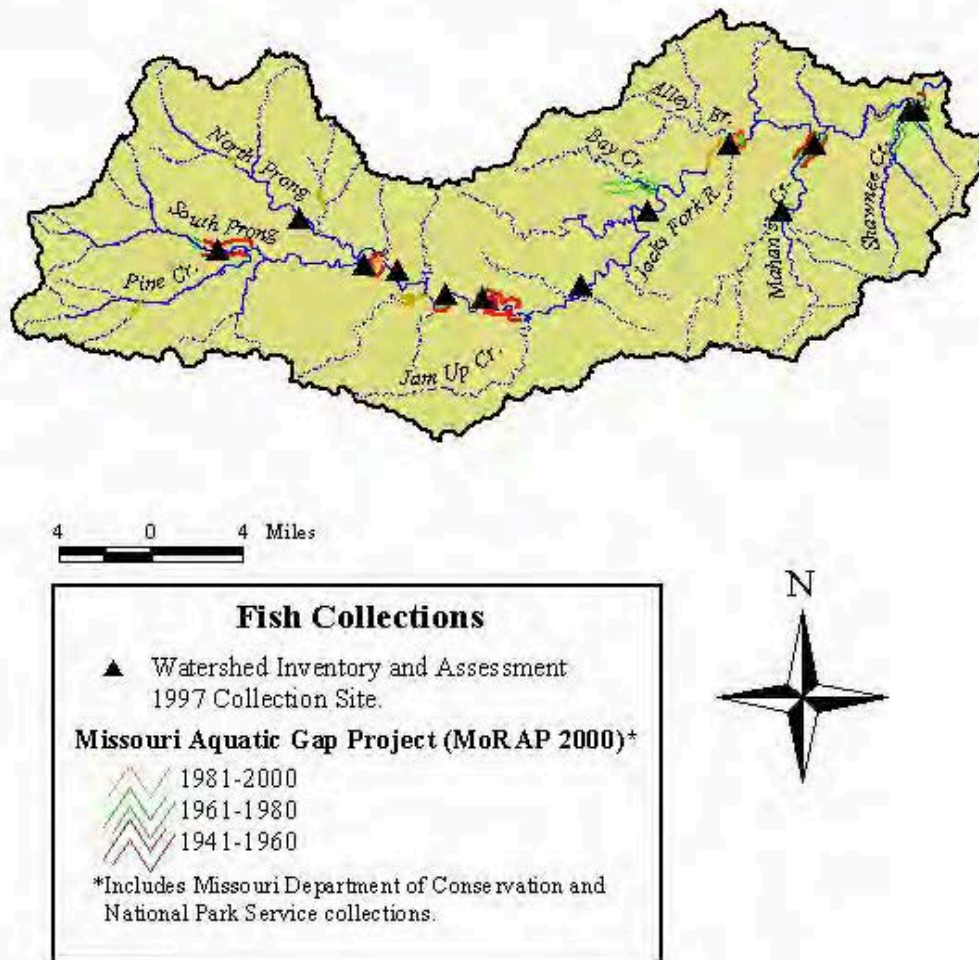 Alley Br.
Bay Cr.
North Prong
South Prong
Pine Cr.
Jacks Fork R.
Mahan's Cr.
Shawnee Cr.
Jam Up Cr.
4 0 4 Miles
N
Fish Collections
Watershed Inventory and Assessment
1997 Collection Site.
Missouri Aquatic Gap Project (MoRAP 2000)*
1981-2000
1961-1980
1941-1960
*Includes Missouri Department of Conservation and
National Park Service collections.